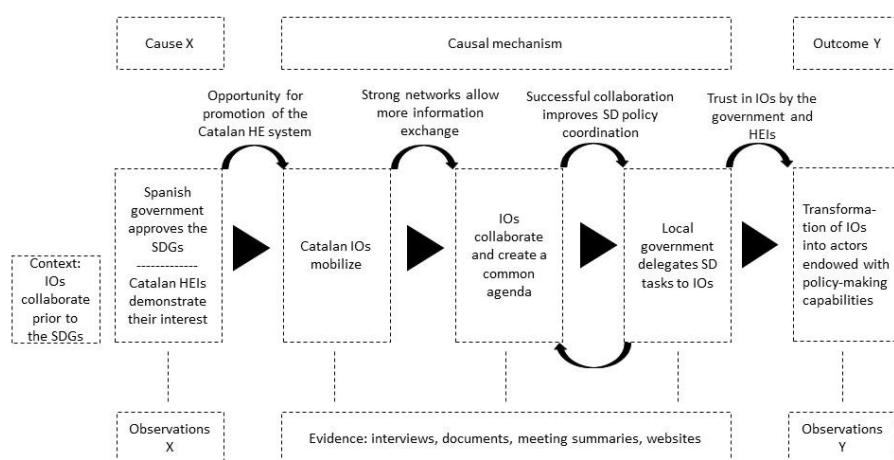 Cause X
Causal mechanism
Outcome Y
Opportunity for
promotion of the
Catalan HE system
Strong networks allow
more information
exchange
Successful collaboration
improves SD policy
coordination
Trust in IOs by the
government and
HEIs
Context:
IOs
collaborate
prior to
the SDGs
Spanish
government
approves the
SDGs
-------------
Catalan HEIs
demonstrate
their interest
Catalan IOs
mobilize
IOs
collaborate
and create a
common
agenda
Local
government
delegates SD
tasks to IOs
Transforma-
tion of IOs
into actors
endowed with
policy-making
capabilities
Observations
X
Evidence: interviews, documents, meeting summaries, websites
Observations
Y